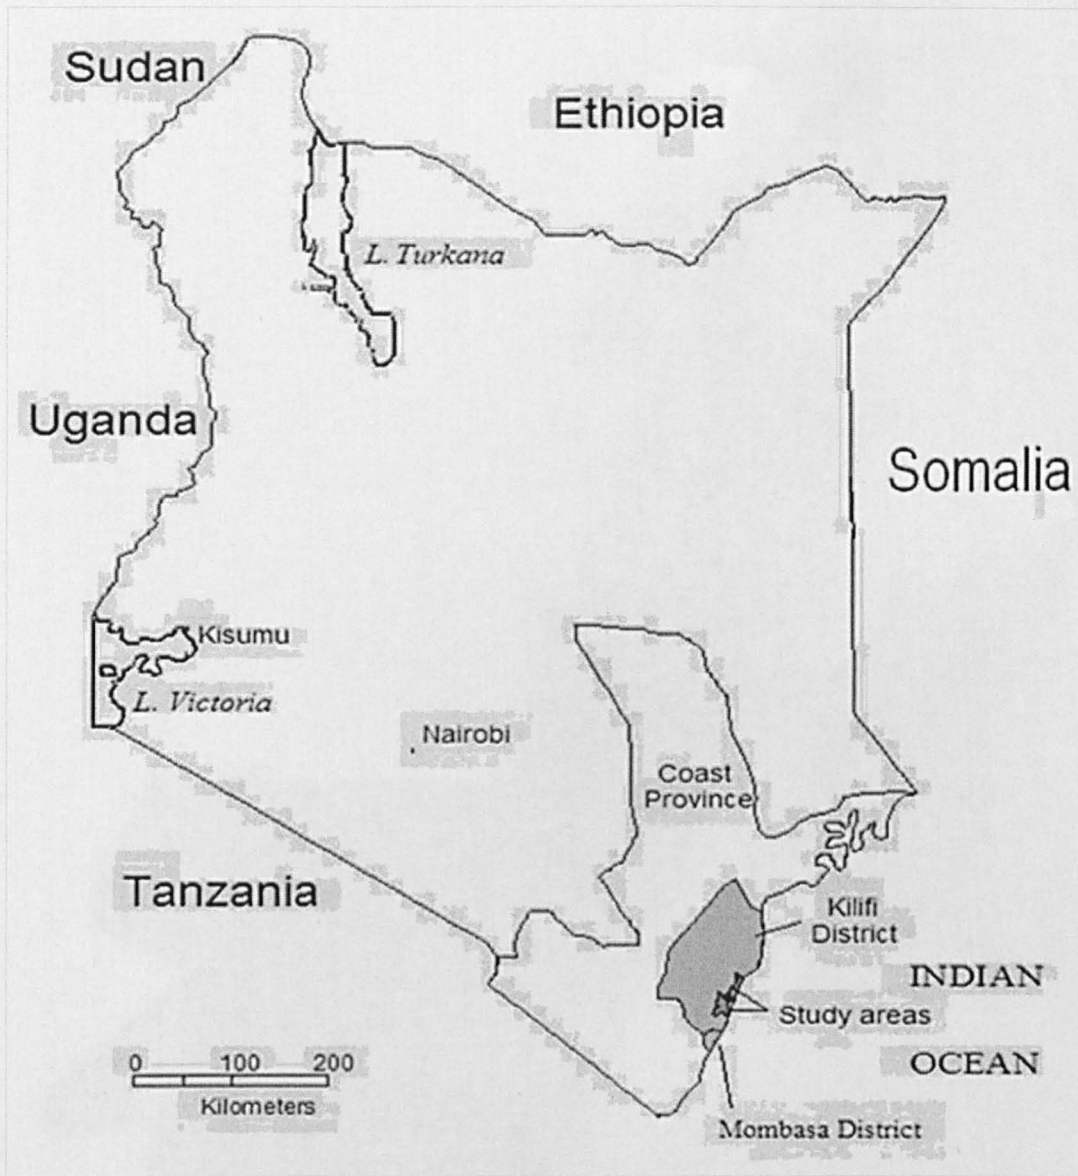 Sudan
Ethiopia
L. Turkana
Uganda
Somalia
Kisumu
L. Victoria
Nairobi
Coast
Province
Tanzania
Kilifi
District
INDIAN
Study areas
OCEAN
0 100 200
Kilometers
Mombasa District